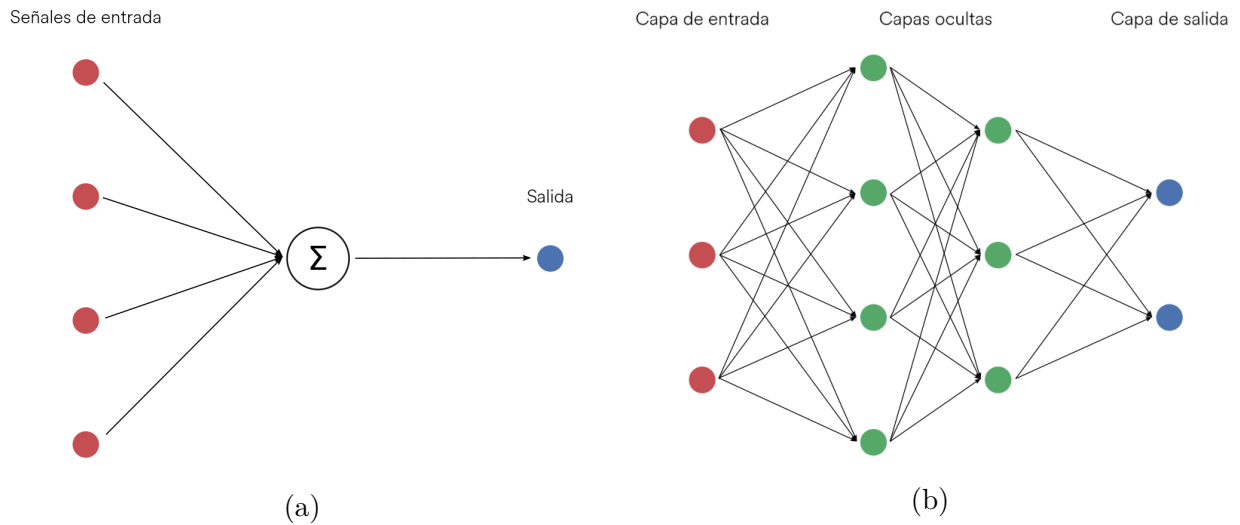 Señales de entrada
Salida
Σ
(a)
Capa de entrada
Capas ocultas
Capa de salida
(b)